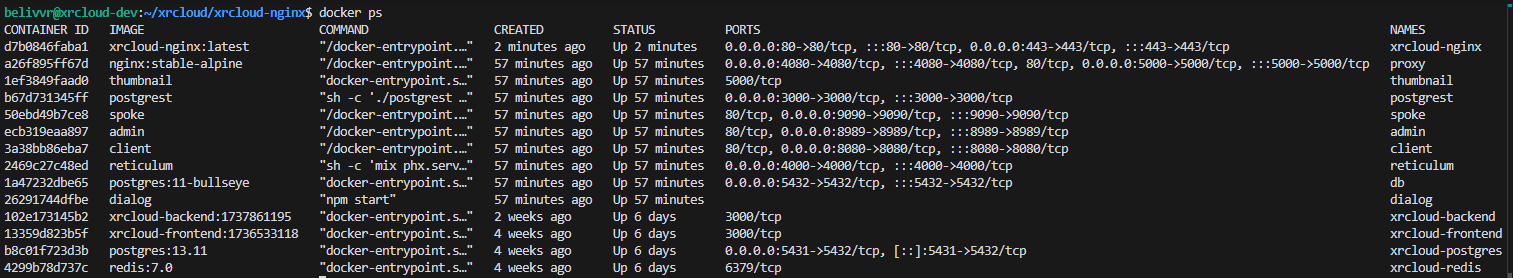 belivvr@xrcloud-dev:~/xrcloud/xrcloud-nginx$ docker ps
CONTAINER ID   IMAGE                         COMMAND                  CREATED          STATUS          PORTS                                                                                  NAMES
d7b0846faba1   xrcloud-nginx:latest          "/docker-entrypoint.…"   2 minutes ago    Up 2 minutes    0.0.0.0:80->80/tcp, :::80->80/tcp, 0.0.0.0:443->443/tcp, :::443->443/tcp               xrcloud-nginx
a26f895ff67d   nginx:stable-alpine           "/docker-entrypoint.…"   57 minutes ago   Up 57 minutes   0.0.0.0:4080->4080/tcp, :::4080->4080/tcp, 80/tcp, 0.0.0.0:5000->5000/tcp, :::5000->5000/tcp   proxy
1ef3849faad0   thumbnail                     "docker-entrypoint.s…"   57 minutes ago   Up 57 minutes   5000/tcp                                                                               thumbnail
b67d731345ff   postgrest                     "sh -c './postgrest …"   57 minutes ago   Up 57 minutes   0.0.0.0:3000->3000/tcp, :::3000->3000/tcp                                              postgrest
50ebd49b7ce8   spoke                         "/docker-entrypoint.…"   57 minutes ago   Up 57 minutes   80/tcp, 0.0.0.0:9090->9090/tcp, :::9090->9090/tcp                                      spoke
ecb319eaa897   admin                         "/docker-entrypoint.…"   57 minutes ago   Up 57 minutes   80/tcp, 0.0.0.0:8989->8989/tcp, :::8989->8989/tcp                                      admin
3a38bb86eba7   client                        "/docker-entrypoint.…"   57 minutes ago   Up 57 minutes   80/tcp, 0.0.0.0:8080->8080/tcp, :::8080->8080/tcp                                      client
2469c27c48ed   reticulum                     "sh -c 'mix phx.serv…"   57 minutes ago   Up 57 minutes   0.0.0.0:4000->4000/tcp, :::4000->4000/tcp                                              reticulum
1a47232dbe65   postgres:11-bullseye          "docker-entrypoint.s…"   57 minutes ago   Up 57 minutes   0.0.0.0:5432->5432/tcp, :::5432->5432/tcp                                              db
26291744dfbe   dialog                        "npm start"              57 minutes ago   Up 57 minutes                                                                                          dialog
102e173145b2   xrcloud-backend:1737861195    "docker-entrypoint.s…"   2 weeks ago      Up 6 days       3000/tcp                                                                               xrcloud-backend
13359d823b5f   xrcloud-frontend:1736533118   "docker-entrypoint.s…"   4 weeks ago      Up 6 days       3000/tcp                                                                               xrcloud-frontend
b8c01f723d3b   postgres:13.11                "docker-entrypoint.s…"   4 weeks ago      Up 6 days       0.0.0.0:5431->5432/tcp, [::]:5431->5432/tcp                                            xrcloud-postgres
4299b78d737c   redis:7.0                     "docker-entrypoint.s…"   4 weeks ago      Up 6 days       6379/tcp                                                                               xrcloud-redis